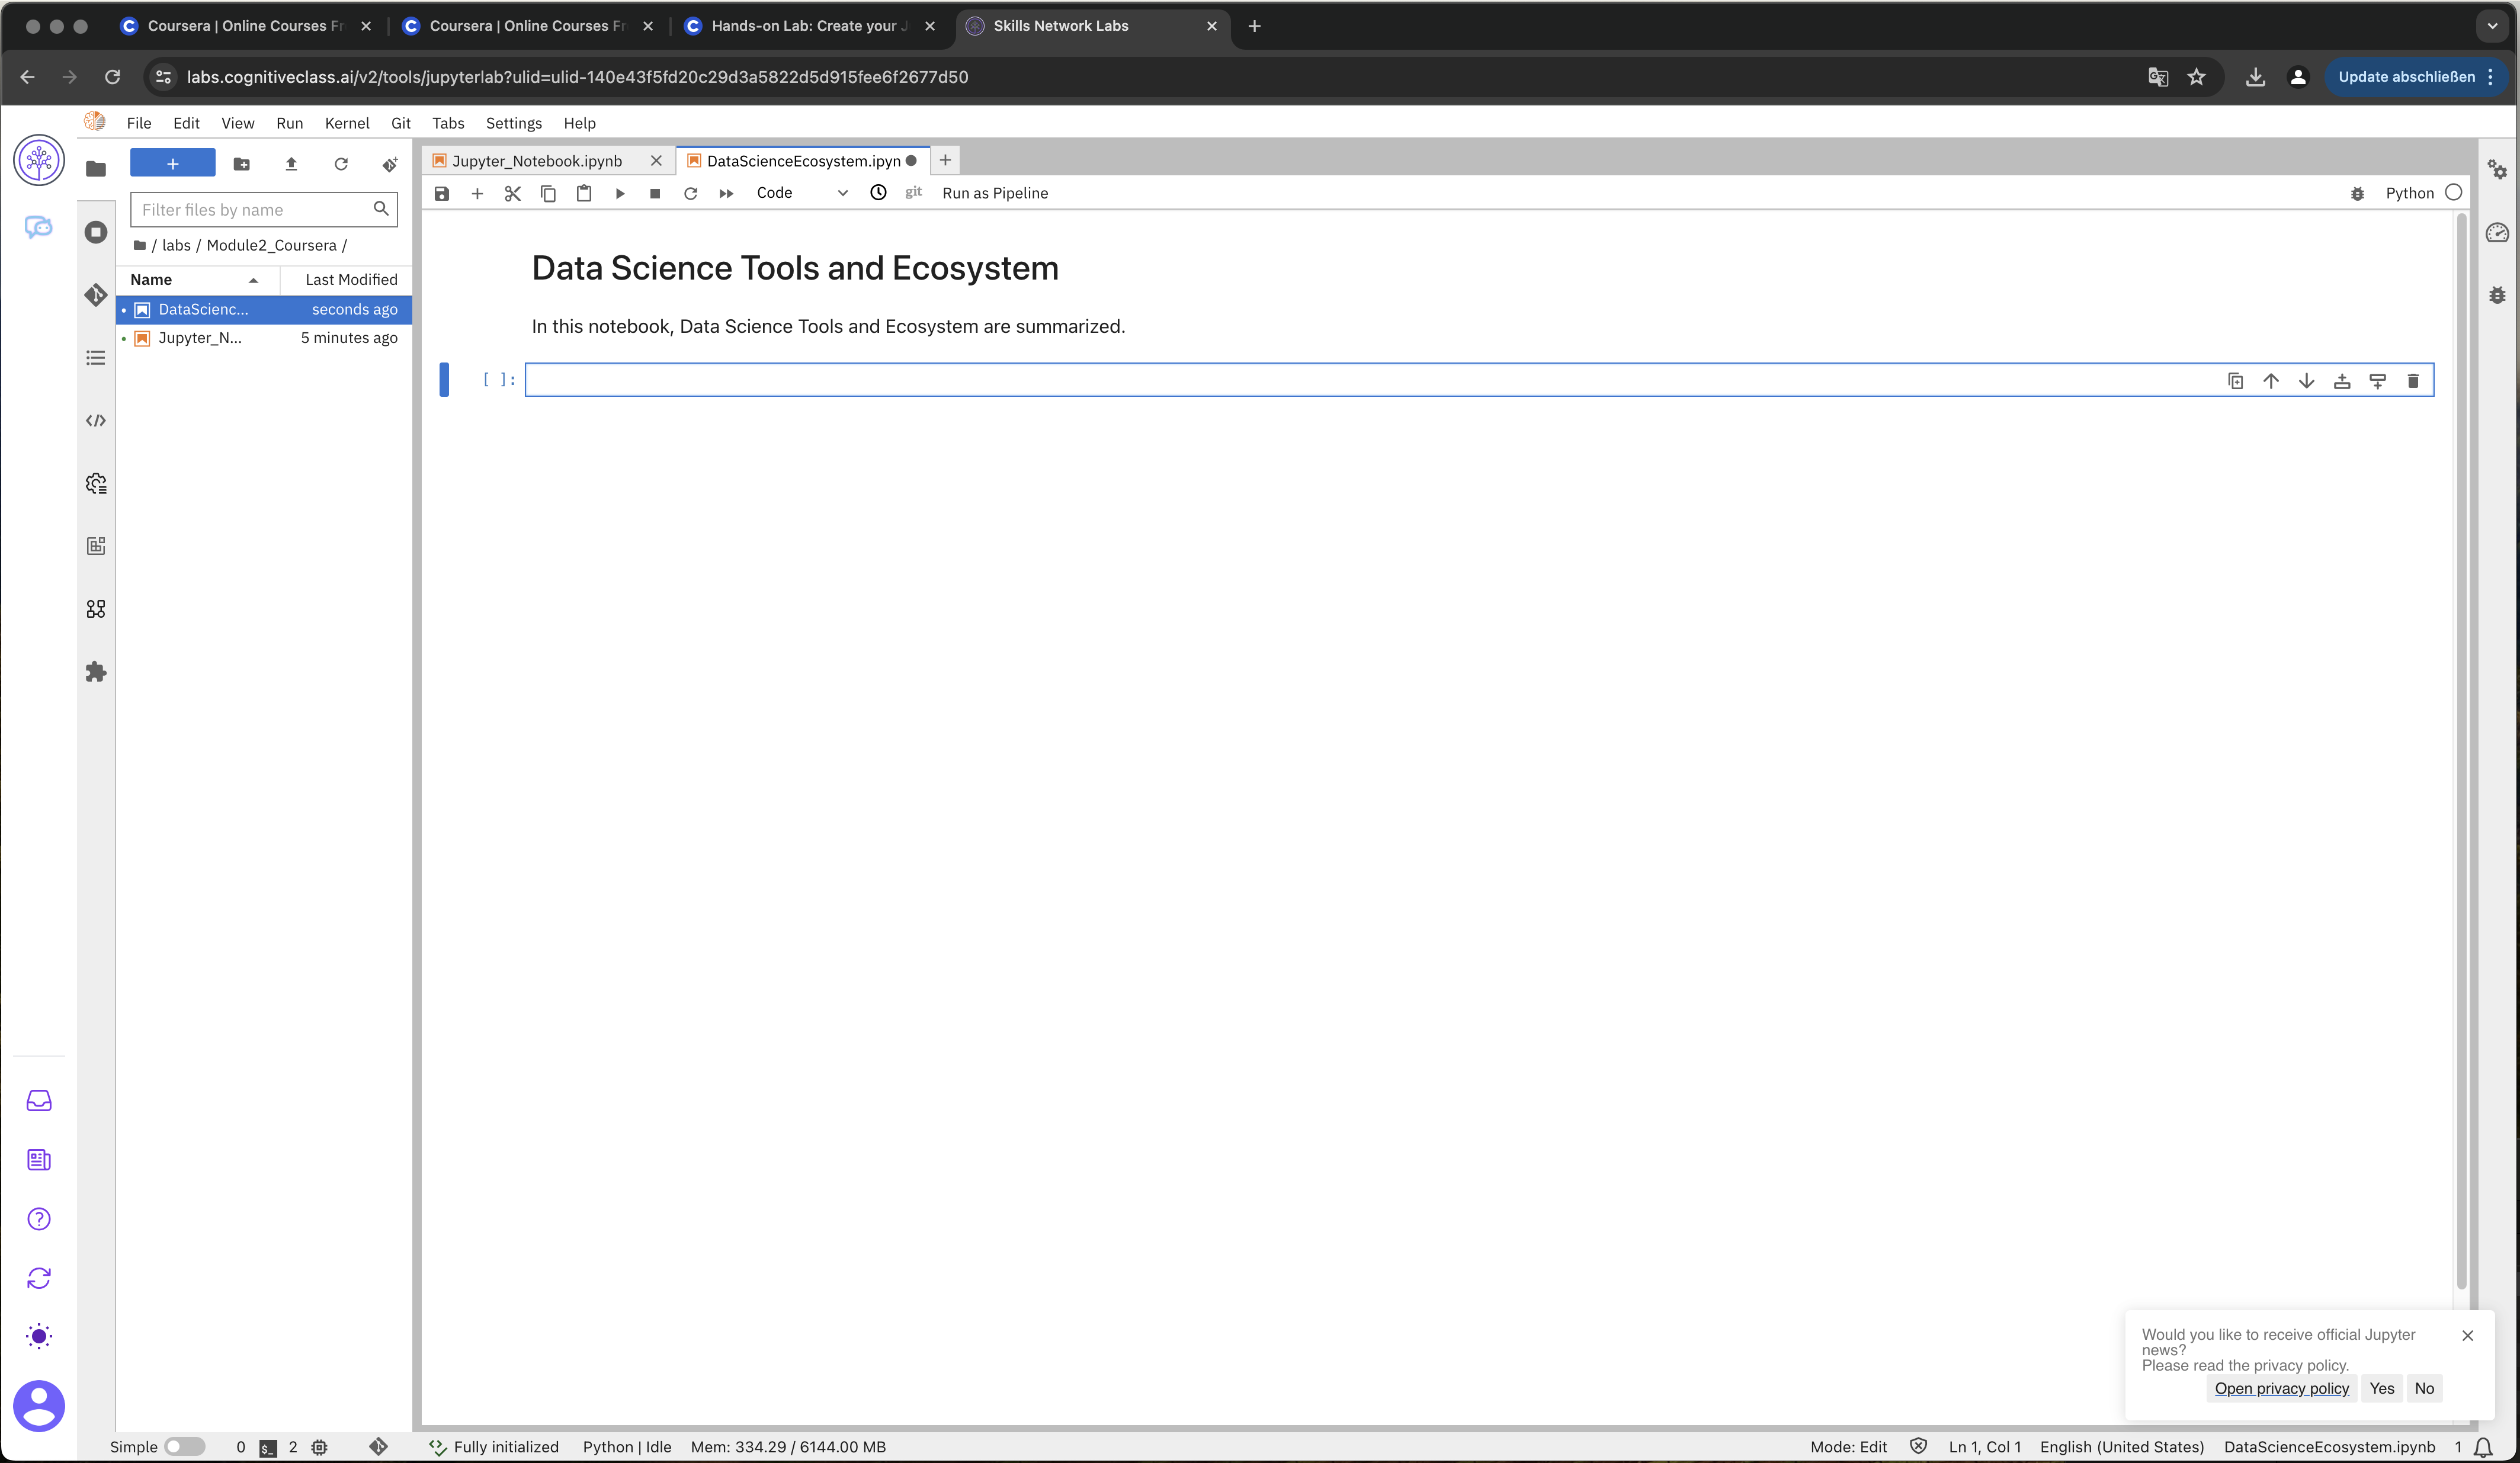 Coursera | Online Courses Fr
Coursera | Online Courses Fr
Hands-on Lab: Create your J
Skills Network Labs
labs.cognitiveclass.ai/v2/tools/jupyterlab?ulid=ulid-140e43f5fd20c29d3a5822d5d915fee6f2677d50
Update abschließen
File Edit View Run Kernel Git Tabs Settings Help
Filter files by name
/ labs / Module2_Coursera /
Name Last Modified
DataScienc... seconds ago
Jupyter_N... 5 minutes ago
Jupyter_Notebook.ipynb
DataScienceEcosystem.ipyn
Code
git
Run as Pipeline
Python
Data Science Tools and Ecosystem
In this notebook, Data Science Tools and Ecosystem are summarized.
[ ]:
Would you like to receive official Jupyter
news?
Please read the privacy policy.
Open privacy policy Yes No
Simple 0 $_ 2 Fully initialized Python | Idle Mem: 334.29 / 6144.00 MB Mode: Edit Ln 1, Col 1 English (United States) DataScienceEcosystem.ipynb 1